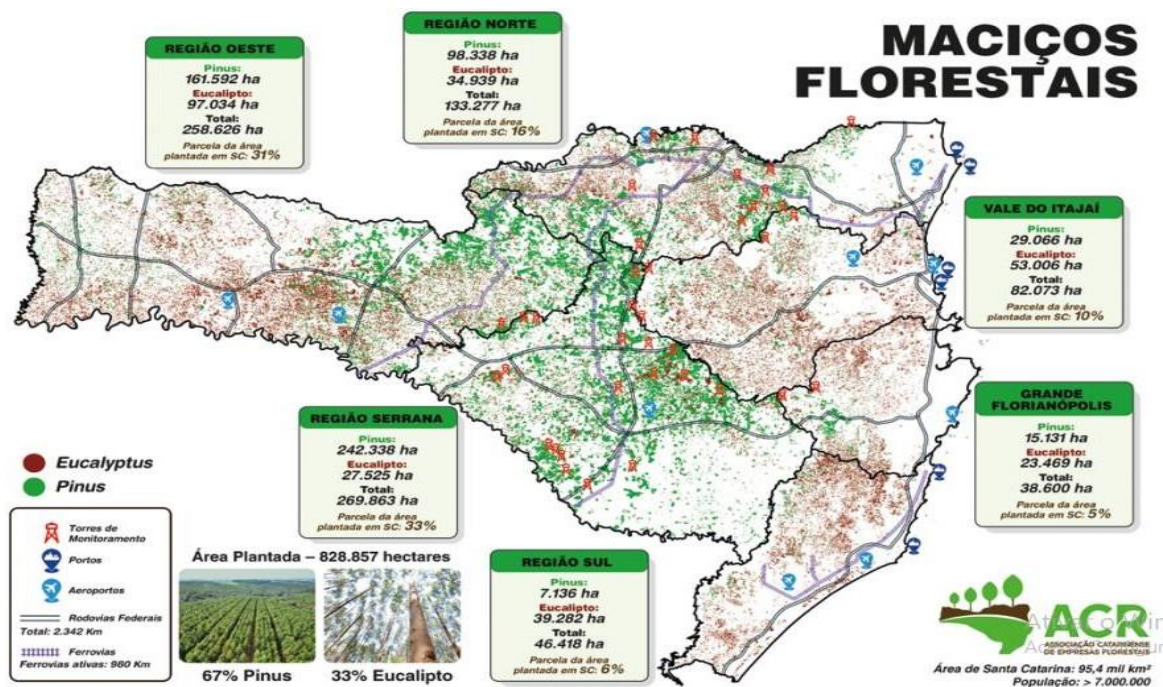 MACIÇOS
FLORESTAIS
REGIÃO OESTE
Pinus:
161.592 ha
Eucalipto:
97.034 ha
Total:
258.626 ha
Parcela da área
plantada em SC: 31%
REGIÃO NORTE
Pinus:
98.338 ha
Eucalipto:
34.939 ha
Total:
133.277 ha
Parcela da área
plantada em SC: 16%
VALE DO ITAJAÍ
Pinus:
29.066 ha
Eucalipto:
53.006 ha
Total:
82.073 ha
Parcela da área
plantada em SC: 10%
GRANDE
FLORIANÓPOLIS
Pinus:
15.131 ha
Eucalipto:
23.469 ha
Total:
38.600 ha
Parcela da área
plantada em SC: 5%
REGIÃO SERRANA
Pinus:
242.338 ha
Eucalipto:
27.525 ha
Total:
269.863 ha
Parcela da área
plantada em SC: 33%
REGIÃO SUL
Pinus:
7.136 ha
Eucalipto:
39.282 ha
Total:
46.418 ha
Parcela da área
plantada em SC: 6%
Eucalyptus
Pinus
Torres de
Monitoramento
Portos
Aeroportos
Rodovias Federais
Total: 2.342 Km
Ferrovias
Ferrovias ativas: 980 Km
Área Plantada – 828.857 hectares
67% Pinus
33% Eucalipto
ACR
ASSOCIAÇÃO CATARINENSE
DE EMPRESAS FLORESTAIS
Área de Santa Catarina: 95,4 mil km²
População: > 7.000.000